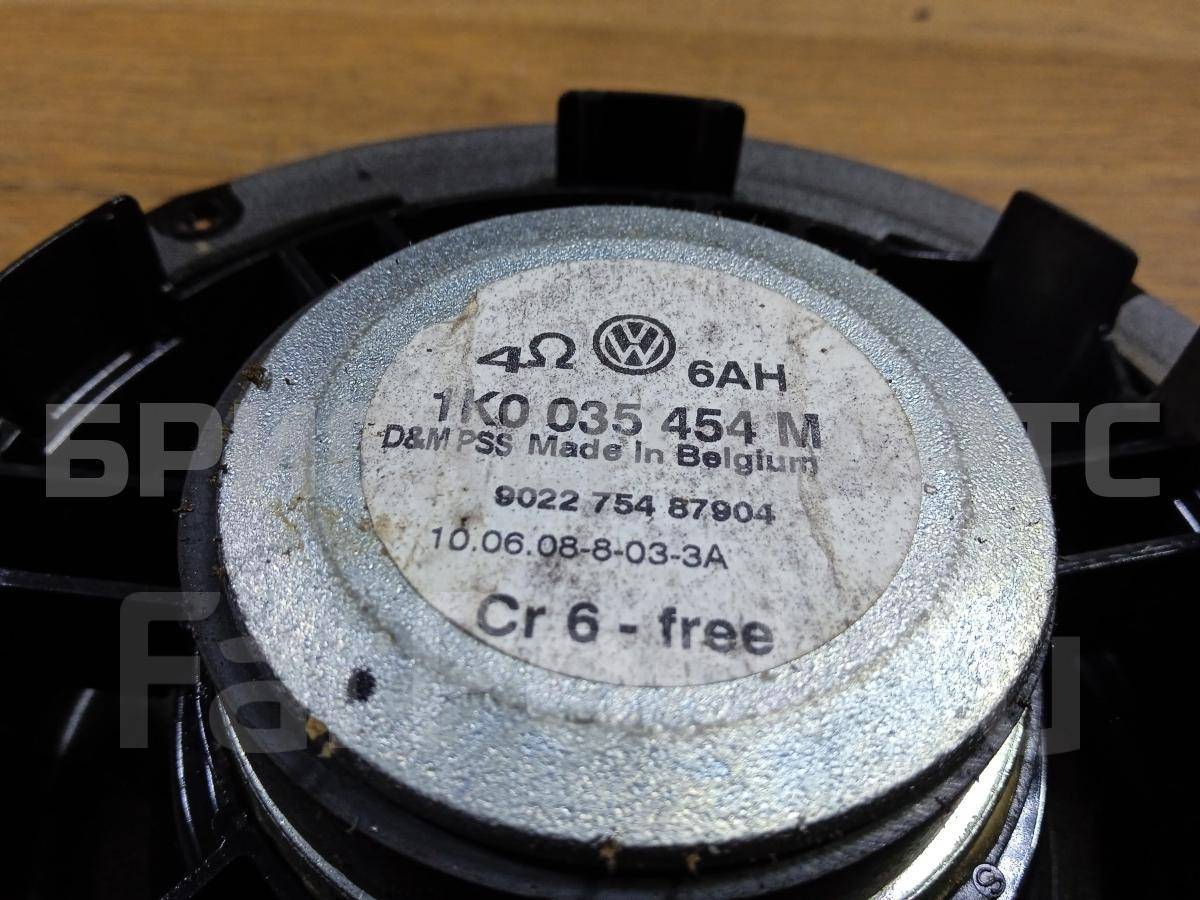 4Ω VW 6AH
1K0 035 454 M
D&M PSS Made In Belgium
9022 754 87904
10.06.08-8-03-3A
Cr 6 - free